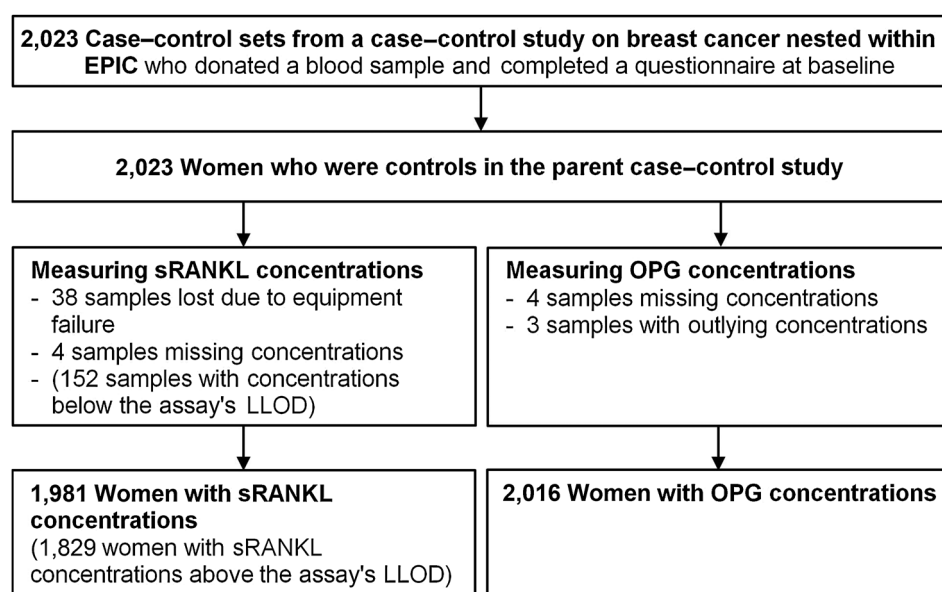 2,023 Case–control sets from a case–control study on breast cancer nested within
EPIC who donated a blood sample and completed a questionnaire at baseline
2,023 Women who were controls in the parent case–control study
Measuring sRANKL concentrations
- 38 samples lost due to equipment
failure
- 4 samples missing concentrations
- (152 samples with concentrations
below the assay's LLOD)
Measuring OPG concentrations
- 4 samples missing concentrations
- 3 samples with outlying concentrations
1,981 Women with sRANKL
concentrations
(1,829 women with sRANKL
concentrations above the assay's LLOD)
2,016 Women with OPG concentrations